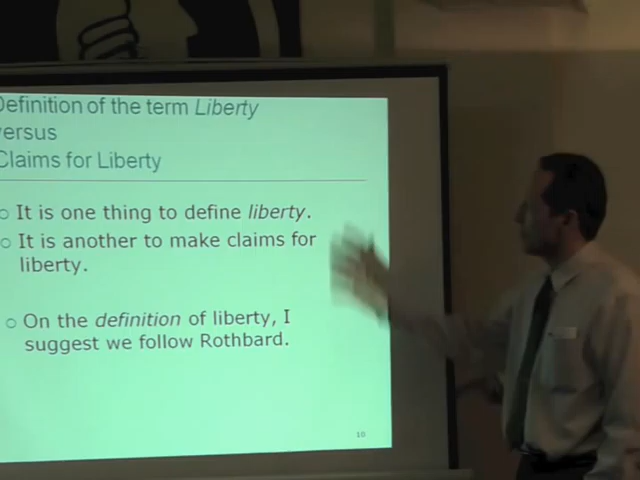 Definition of the term Liberty
versus
Claims for Liberty
It is one thing to define liberty.
It is another to make claims for
liberty.
On the definition of liberty, I
suggest we follow Rothbard.
10